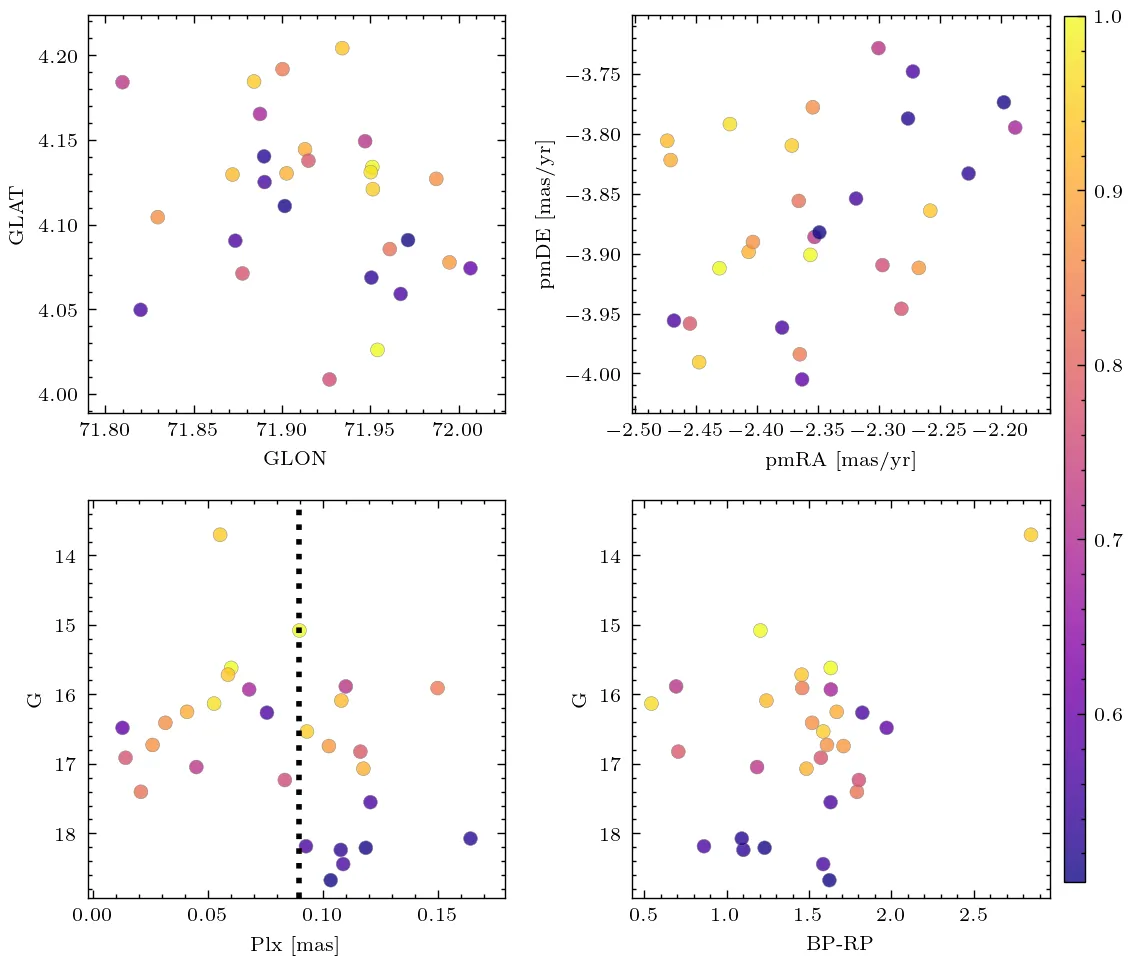 4.20
4.15
4.10
4.05
4.00
GLAT
71.80 71.85 71.90 71.95 72.00
GLON
−3.75
−3.80
−3.85
−3.90
−3.95
−4.00
pmDE [mas/yr]
−2.50 −2.45 −2.40 −2.35 −2.30 −2.25 −2.20
pmRA [mas/yr]
1.0
0.9
0.8
0.7
0.6
14
15
16
17
18
G
0.00 0.05 0.10 0.15
Plx [mas]
14
15
16
17
18
G
0.5 1.0 1.5 2.0 2.5
BP-RP